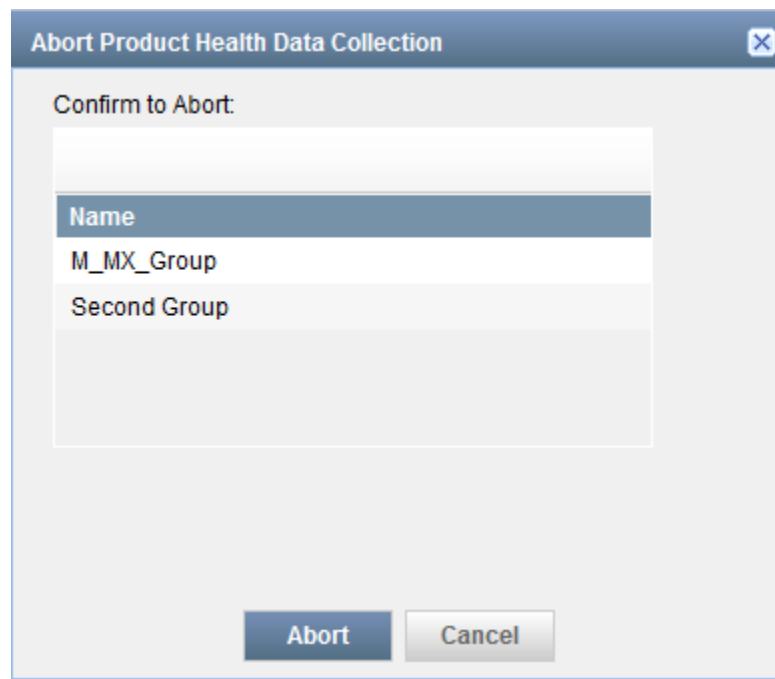 Abort Product Health Data Collection
Confirm to Abort:
Name
M_MX_Group
Second Group
Abort Cancel